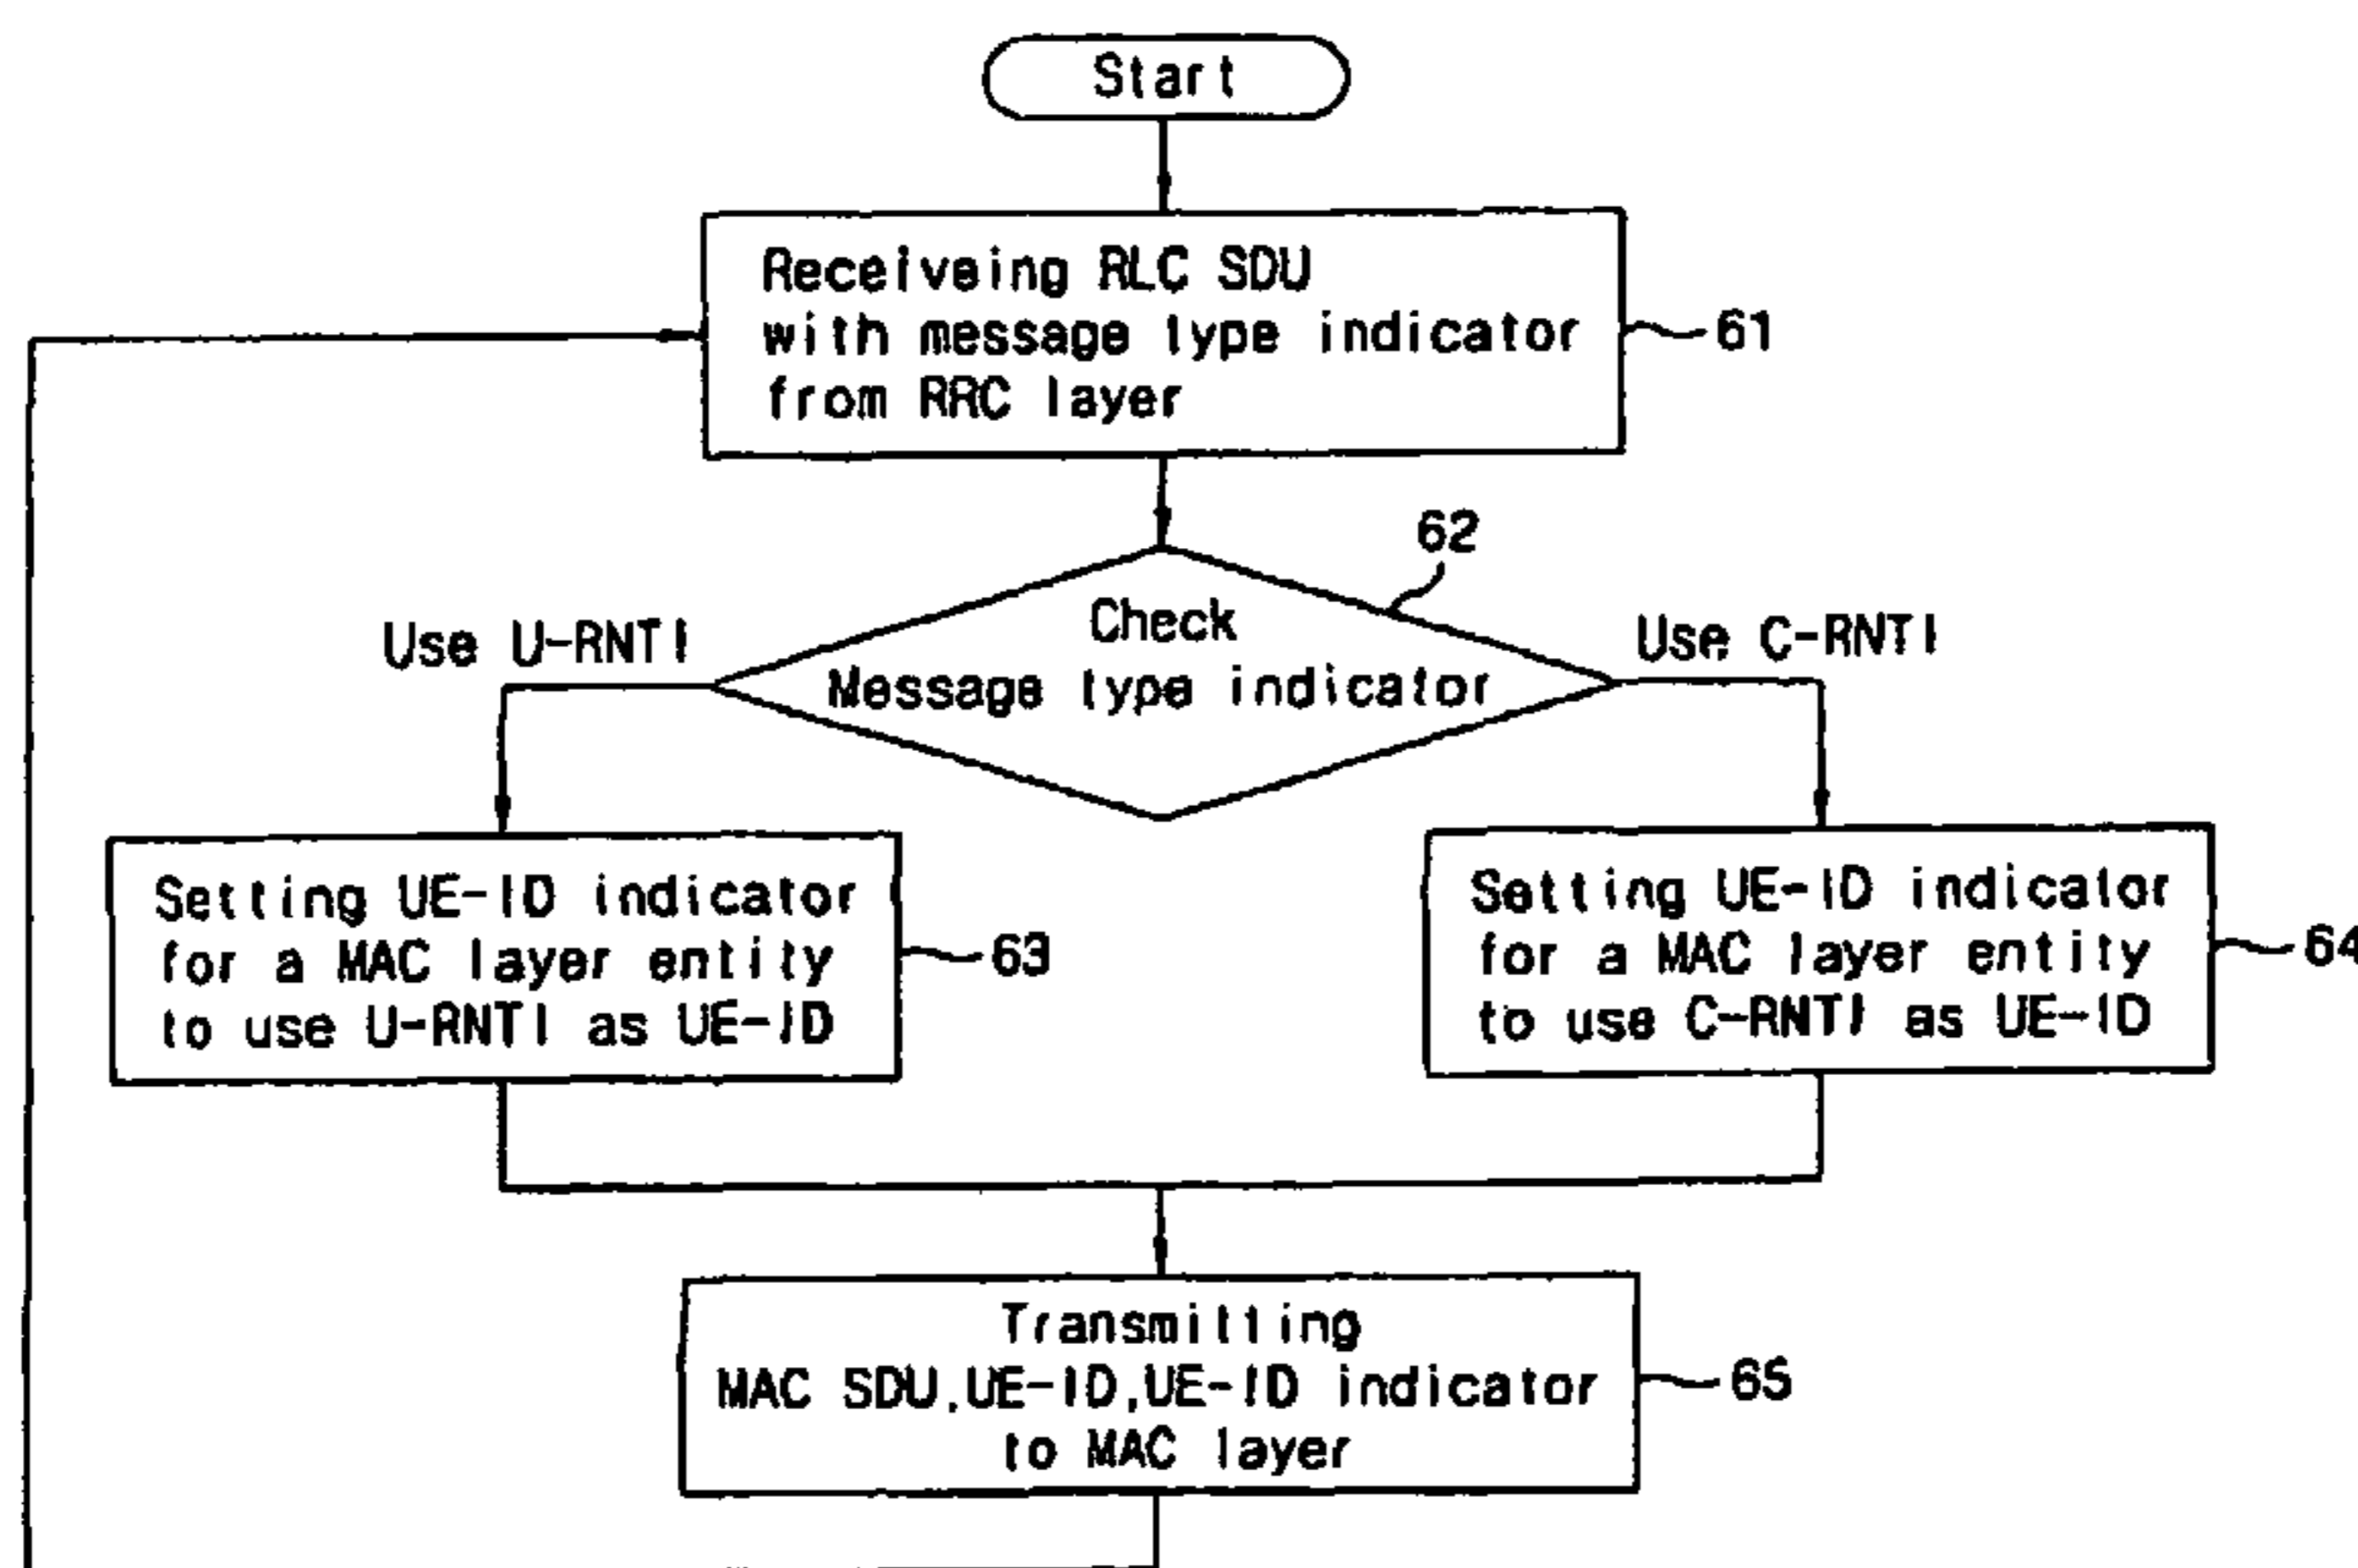 Start
Receiveing RLC SDU
with message type indicator
from RRC layer
61
62
Check
Message type indicator
Use U-RNTI
Use C-RNTI
Setting UE-ID indicator
for a MAC layer entity
to use U-RNTI as UE-ID
63
Setting UE-ID indicator
for a MAC layer entity
to use C-RNTI as UE-ID
64
Transmitting
MAC SDU,UE-ID,UE-ID indicator
to MAC layer
65